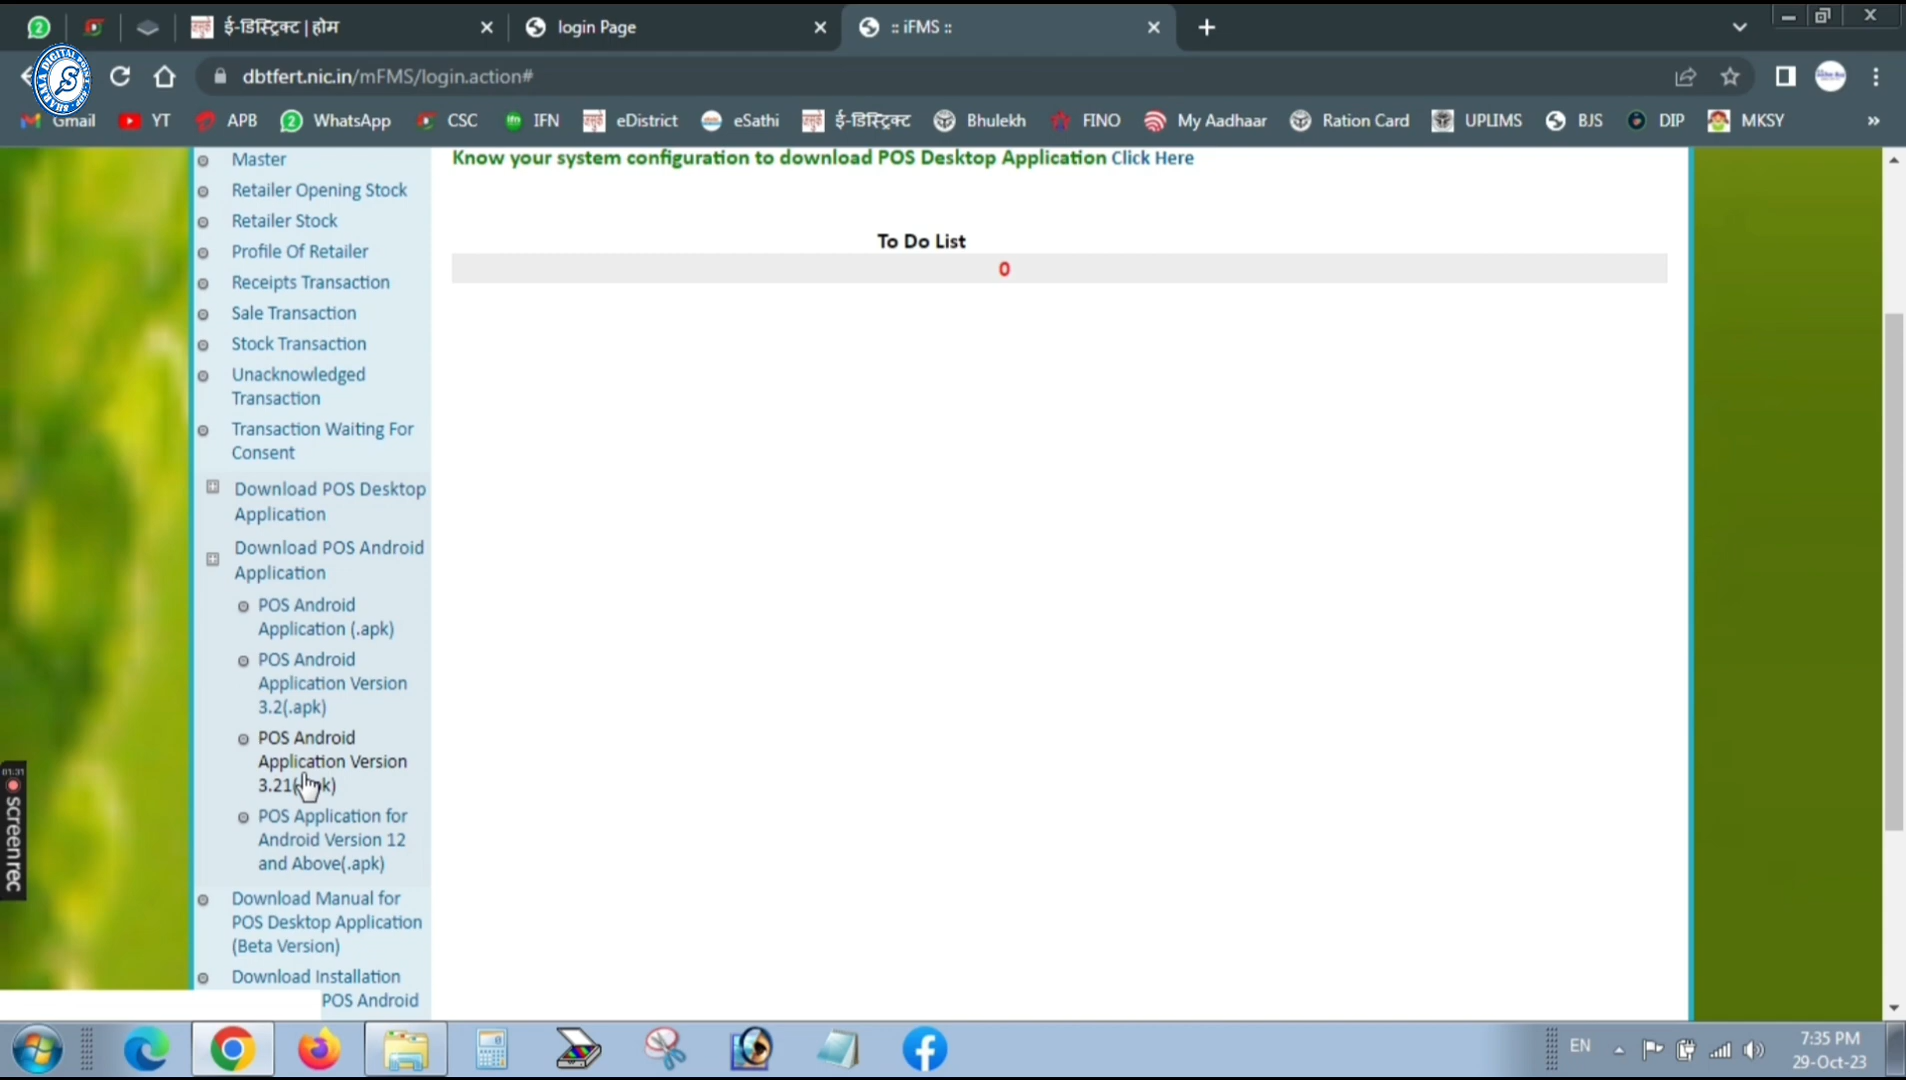 ई-डिस्ट्रिक्ट | होम
login Page
:: iFMS ::
dbtfert.nic.in/mFMS/login.action#
Gmail YT APB WhatsApp CSC IFN eDistrict eSathi ई-डिस्ट्रिक्ट Bhulekh FINO My Aadhaar Ration Card UPLIMS BJS DIP MKSY »
Master
Retailer Opening Stock
Retailer Stock
Profile Of Retailer
Receipts Transaction
Sale Transaction
Stock Transaction
Unacknowledged
Transaction
Transaction Waiting For
Consent
Download POS Desktop
Application
Download POS Android
Application
POS Android
Application (.apk)
POS Android
Application Version
3.2(.apk)
POS Android
Application Version
3.21(
POS Application for
Android Version 12
and Above(.apk)
Download Manual for
POS Desktop Application
(Beta Version)
Download Installation
POS Android
Know your system configuration to download POS Desktop Application Click Here
To Do List
0
01:31
screenrec
EN
7:35 PM
29-Oct-23